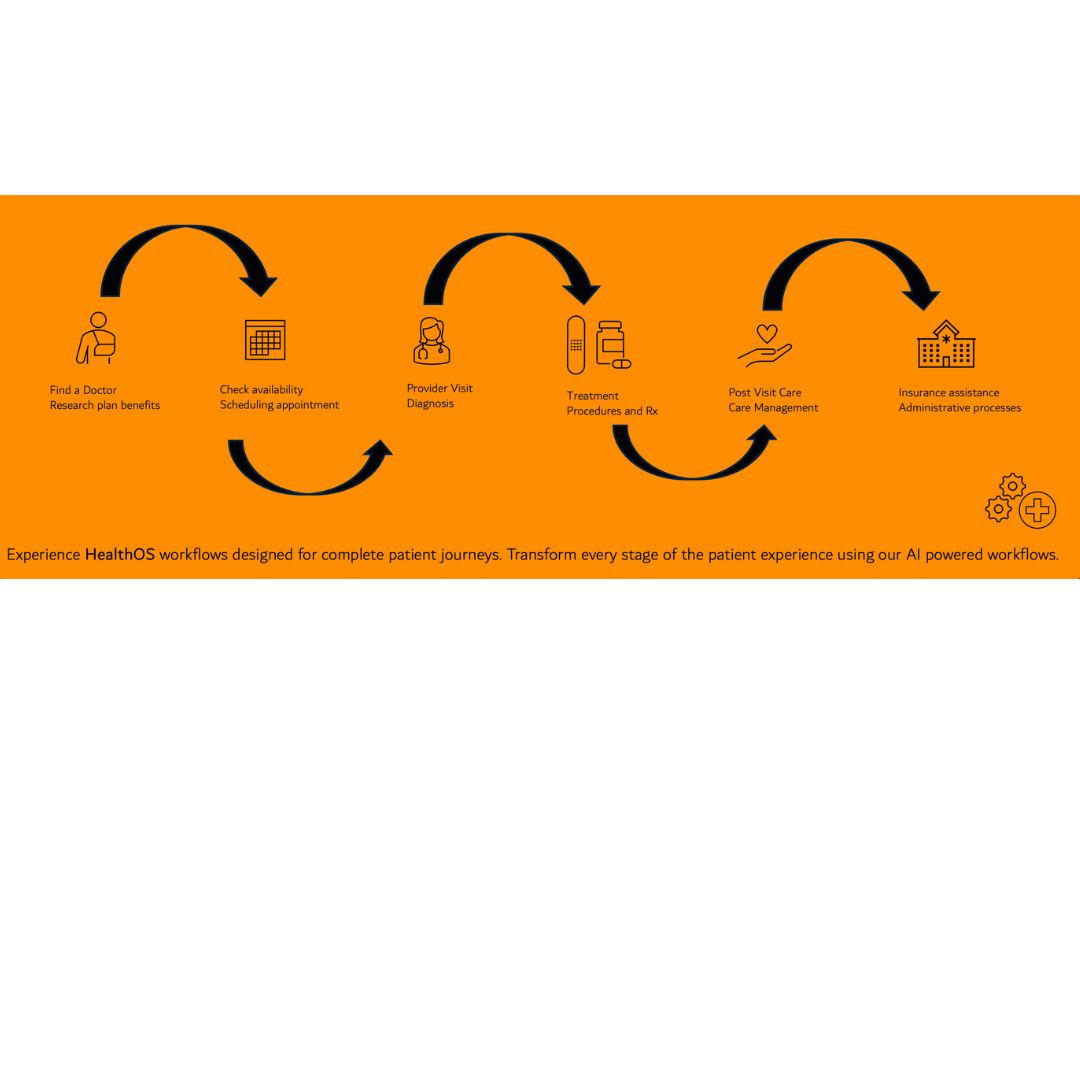 Find a Doctor
Research plan benefits
Check availability
Scheduling appointment
Provider Visit
Diagnosis
Treatment
Procedures and Rx
Post Visit Care
Care Management
Insurance assistance
Administrative processes
Experience HealthOS workflows designed for complete patient journeys. Transform every stage of the patient experience using our AI powered workflows.